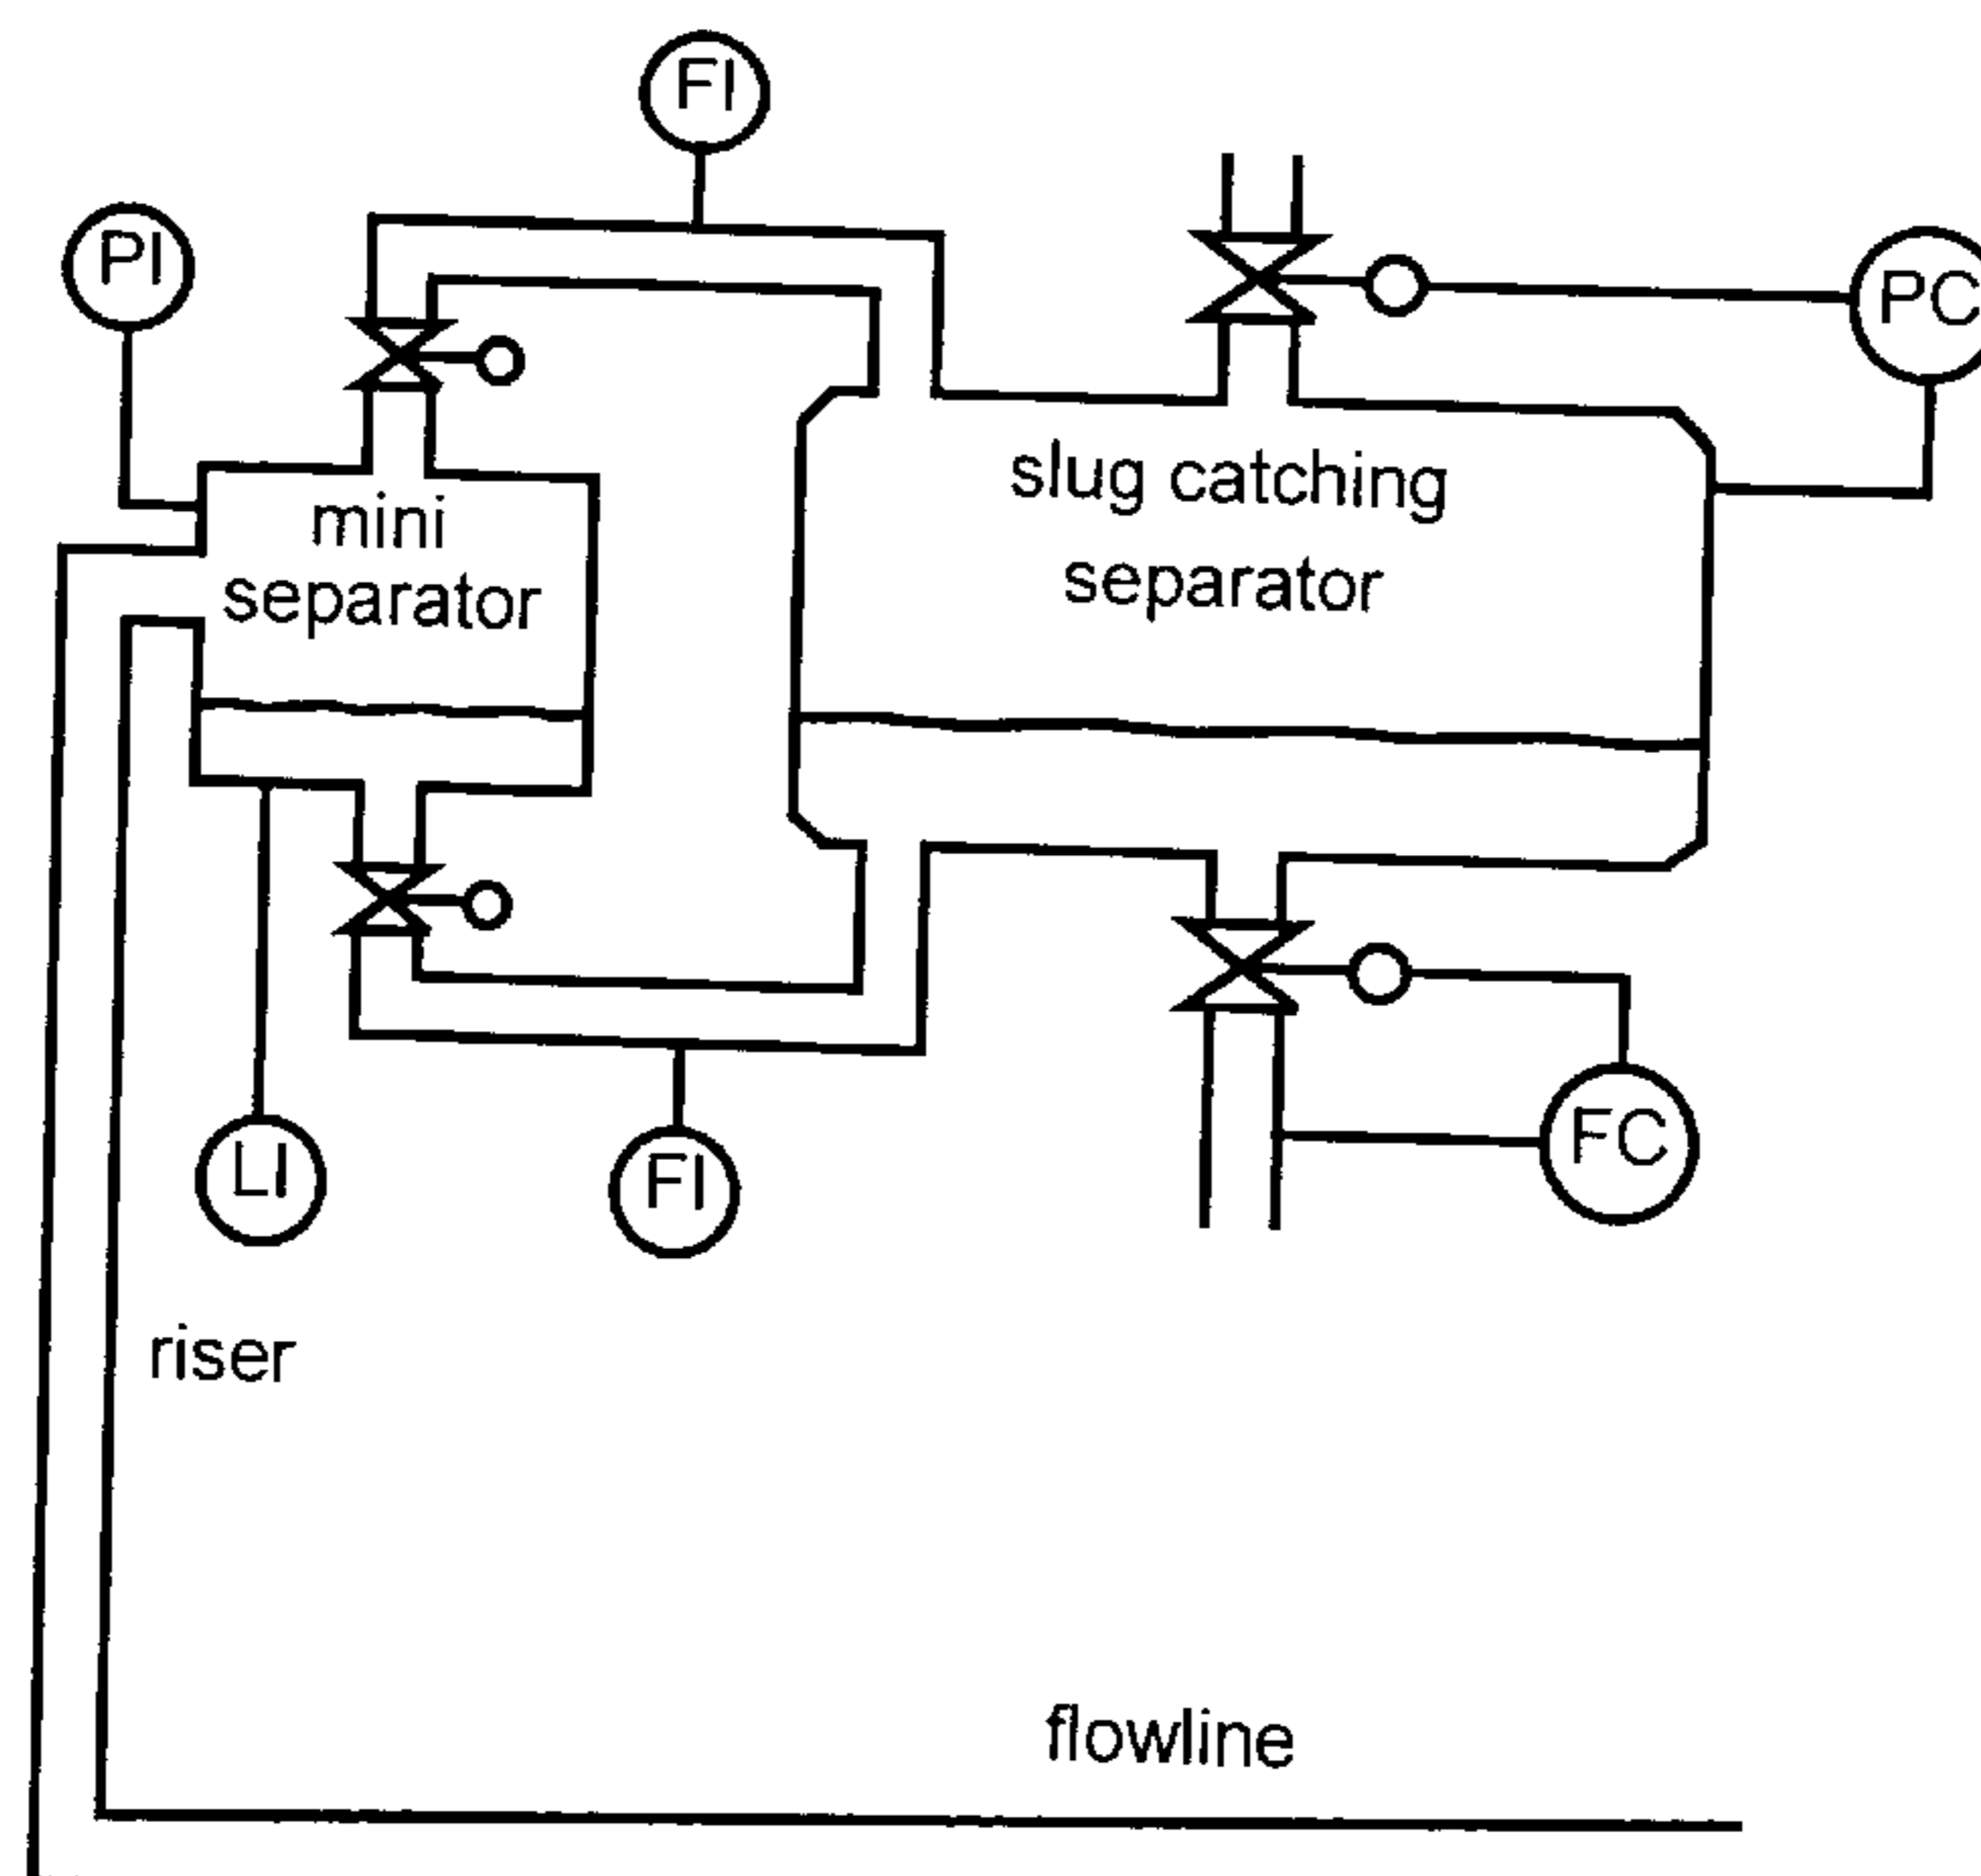 FI
PI
PC
mini
separator
slug catching
separator
LI
FI
FC
riser
flowline